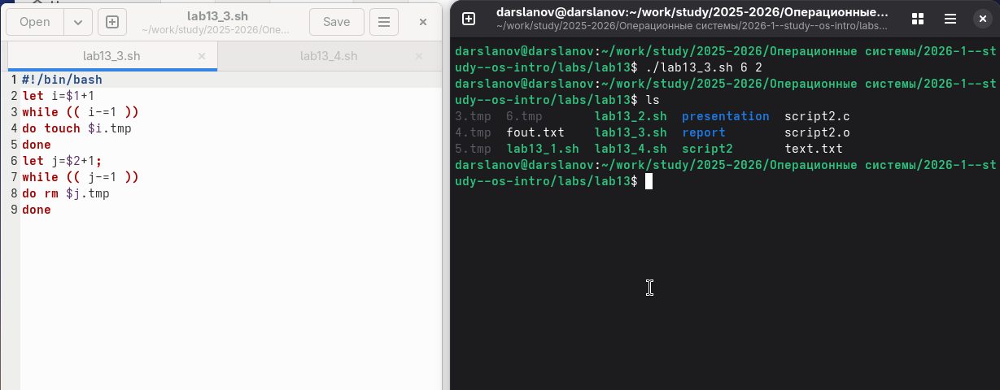 Open
lab13_3.sh
~/work/study/2025-2026/Опе...
Save
lab13_3.sh
lab13_4.sh
1 #!/bin/bash
2 let i=$1+1
3 while (( i-=1 ))
4 do touch $i.tmp
5 done
6 let j=$2+1;
7 while (( j-=1 ))
8 do rm $j.tmp
9 done
darslanov@darslanov:~/work/study/2025-2026/Операционные...
~/work/study/2025-2026/Операционные системы/2026-1--study--os-intro/labs...
darslanov@darslanov:~/work/study/2025-2026/Операционные системы/2026-1--st
udy--os-intro/labs/lab13$ ./lab13_3.sh 6 2
darslanov@darslanov:~/work/study/2025-2026/Операционные системы/2026-1--st
udy--os-intro/labs/lab13$ ls
3.tmp 6.tmp lab13_2.sh presentation script2.c
4.tmp fout.txt lab13_3.sh report script2.o
5.tmp lab13_1.sh lab13_4.sh script2 text.txt
darslanov@darslanov:~/work/study/2025-2026/Операционные системы/2026-1--st
udy--os-intro/labs/lab13$